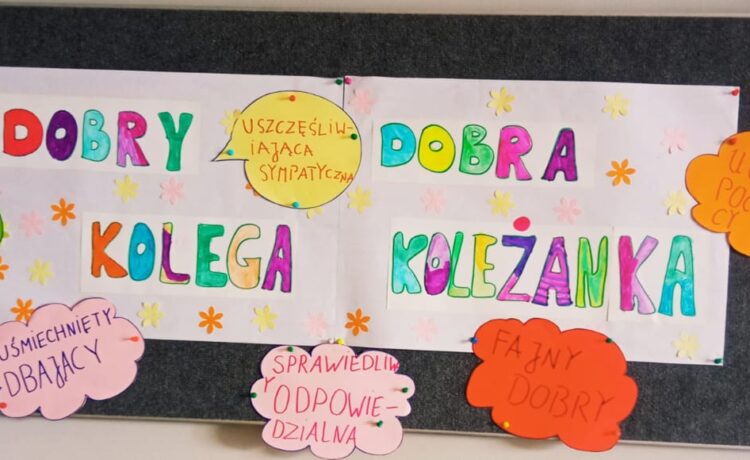 DOBRY
KOLEGA
USZCZĘŚLIW-
IAJĄCA
SYMPATYCZNA
DOBRA
KOLEŻANKA
UŚMIECHNIĘTY
DBAJĄCY
SPRAWIEDLIW
Y ODPOWIE-
DZIALNA
FAJNY
DOBRY